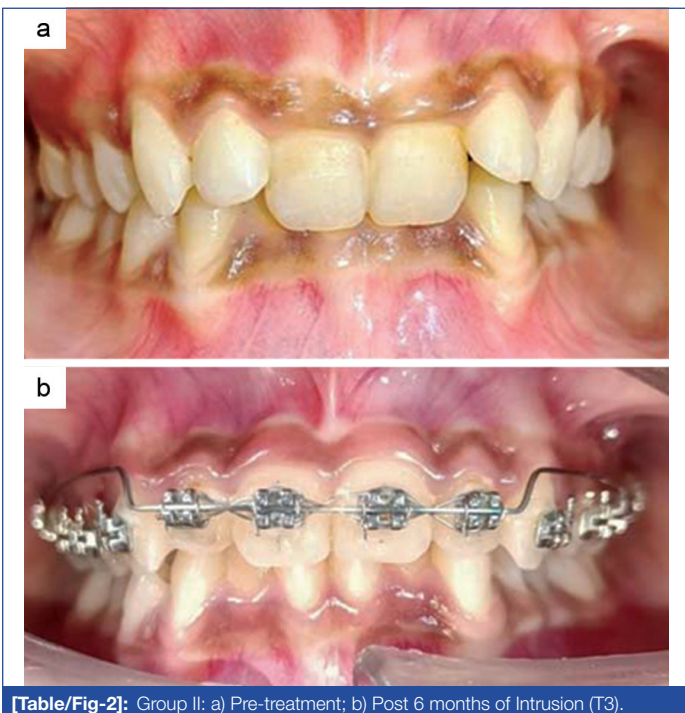 a
b
[Table/Fig-2]: Group II: a) Pre-treatment; b) Post 6 months of Intrusion (T3).